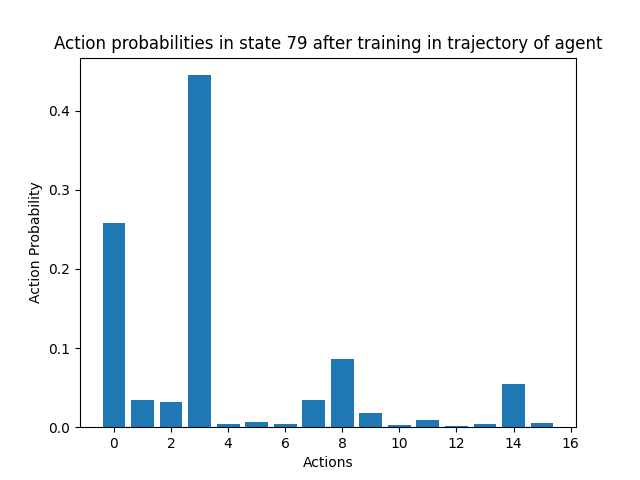 Action probabilities in state 79 after training in trajectory of agent
0.4
0.3
0.2
0.1
0.0
Action Probability
0 2 4 6 8 10 12 14 16
Actions